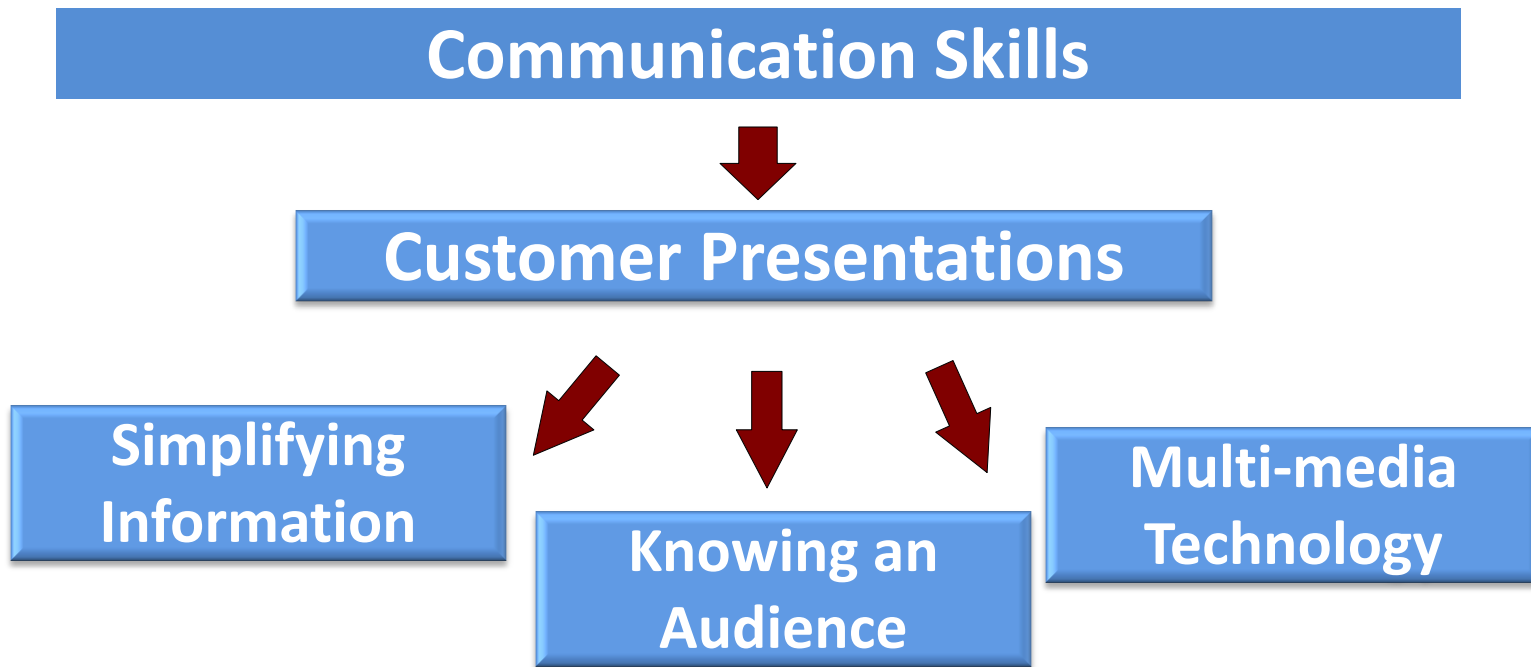 Communication Skills
Customer Presentations
Simplifying
Information
Knowing an
Audience
Multi-media
Technology